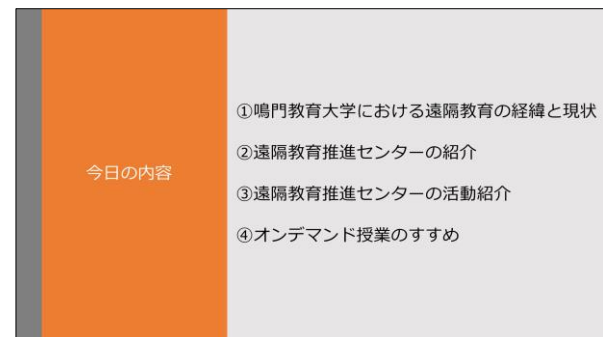 今日の内容
①鳴門教育大学における遠隔教育の経緯と現状
②遠隔教育推進センターの紹介
③遠隔教育推進センターの活動紹介
④オンデマンド授業のすすめ